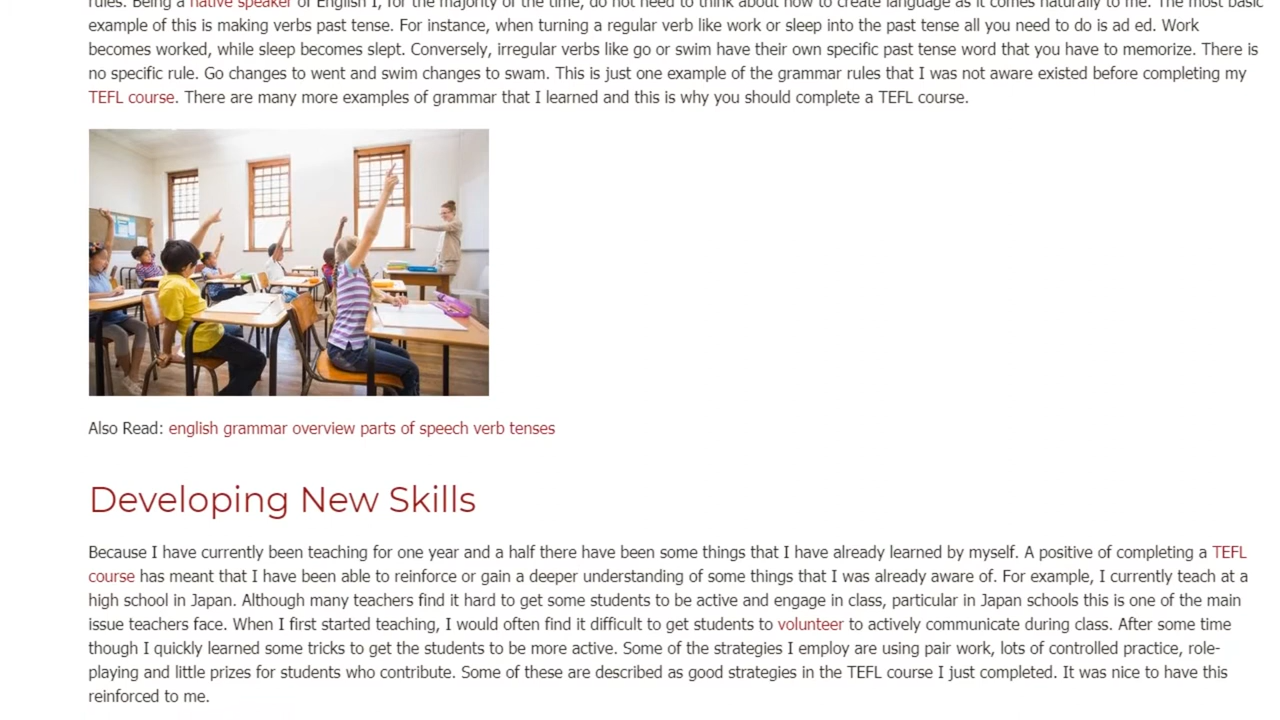 rules. Being a native speaker of English I, for the majority of the time, do not need to think about how to create language as it comes naturally to me. The most basic
example of this is making verbs past tense. For instance, when turning a regular verb like work or sleep into the past tense all you need to do is ad ed. Work
becomes worked, while sleep becomes slept. Conversely, irregular verbs like go or swim have their own specific past tense word that you have to memorize. There is
no specific rule. Go changes to went and swim changes to swam. This is just one example of the grammar rules that I was not aware existed before completing my
TEFL course. There are many more examples of grammar that I learned and this is why you should complete a TEFL course.
Also Read: english grammar overview parts of speech verb tenses
Developing New Skills
Because I have currently been teaching for one year and a half there have been some things that I have already learned by myself. A positive of completing a TEFL
course has meant that I have been able to reinforce or gain a deeper understanding of some things that I was already aware of. For example, I currently teach at a
high school in Japan. Although many teachers find it hard to get some students to be active and engage in class, particular in Japan schools this is one of the main
issue teachers face. When I first started teaching, I would often find it difficult to get students to volunteer to actively communicate during class. After some time
though I quickly learned some tricks to get the students to be more active. Some of the strategies I employ are using pair work, lots of controlled practice, role-
playing and little prizes for students who contribute. Some of these are described as good strategies in the TEFL course I just completed. It was nice to have this
reinforced to me.